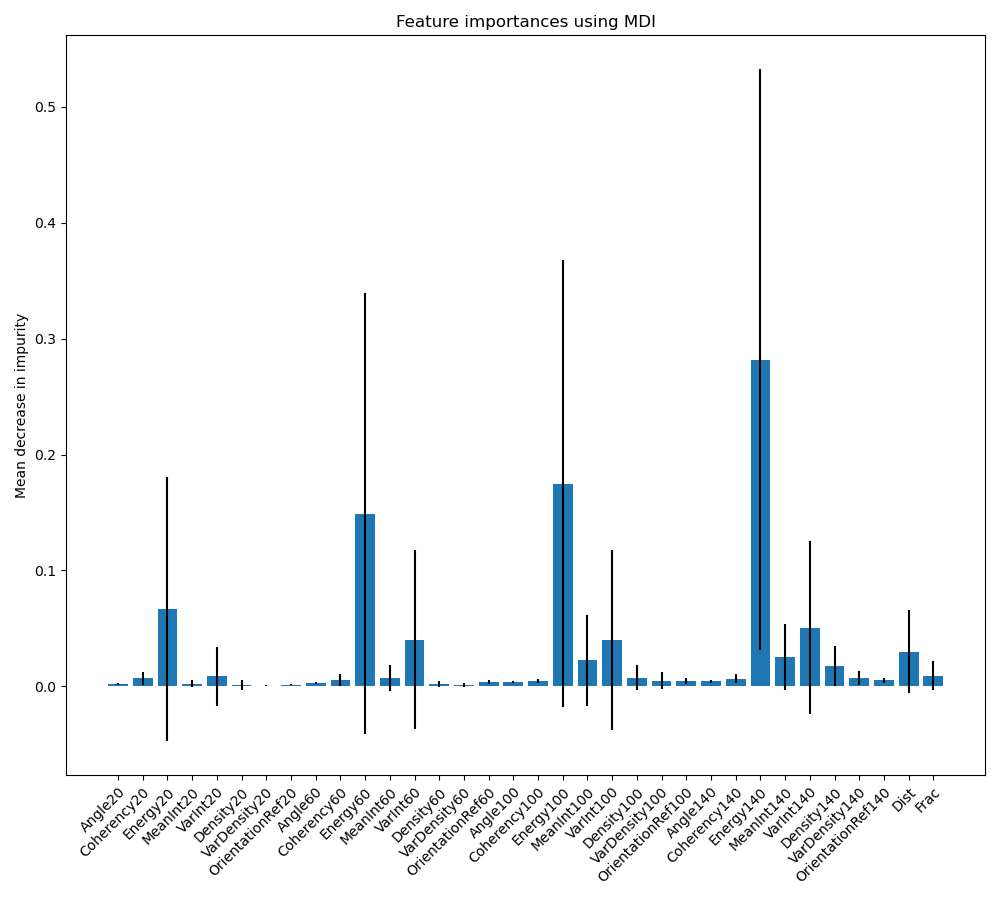 Feature importances using MDI
Mean decrease in impurity
0.5
0.4
0.3
0.2
0.1
0.0
Angle20
Coherency20
Energy20
MeanInt20
VarInt20
Density20
VarDensity20
OrientationRef20
Angle60
Coherency60
Energy60
MeanInt60
VarInt60
Density60
VarDensity60
OrientationRef60
Angle100
Coherency100
Energy100
MeanInt100
VarInt100
Density100
VarDensity100
OrientationRef100
Angle140
Coherency140
Energy140
MeanInt140
VarInt140
Density140
VarDensity140
OrientationRef140
Dist
Frac